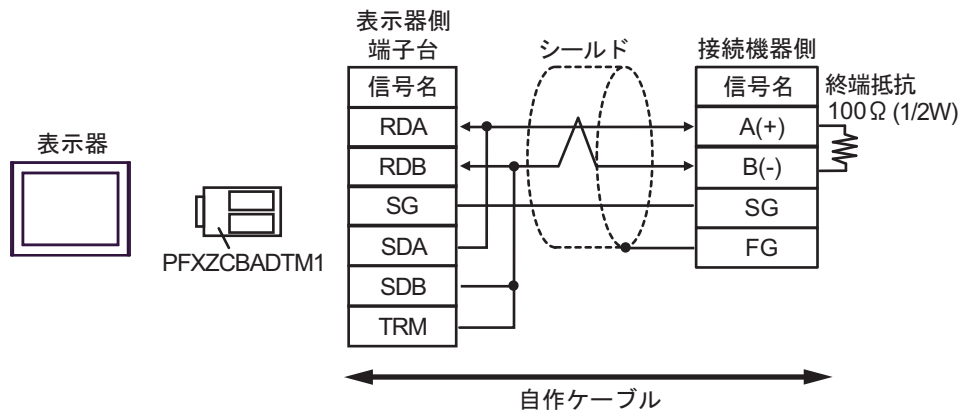 表示器側
端子台
シールド
接続機器側
信号名
信号名
終端抵抗
100Ω (1/2W)
RDA
A(+)
表示器
RDB
B(-)
SG
SG
SDA
FG
PFXZCBADTM1
SDB
TRM
自作ケーブル